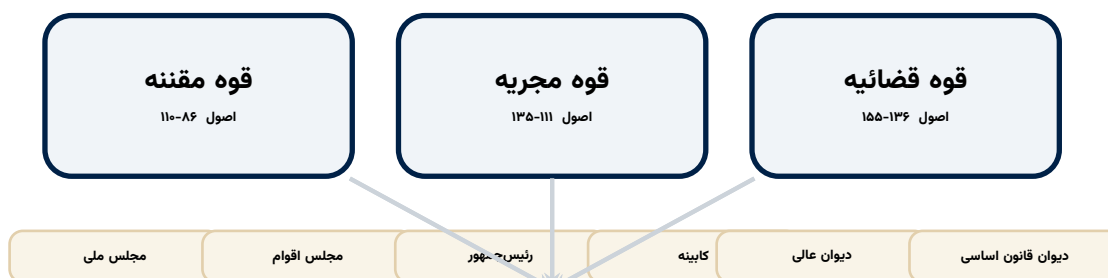 قوه قضائیه
اصول ۱۳۶-۱۵۵
قوه مجریه
اصول ۱۱۱-۱۳۵
قوه مقننه
اصول ۸۶-۱۱۰
دیوان قانون اساسی
دیوان عالی
کابینه
رئیس‌جمهور
مجلس اقوام
مجلس ملی